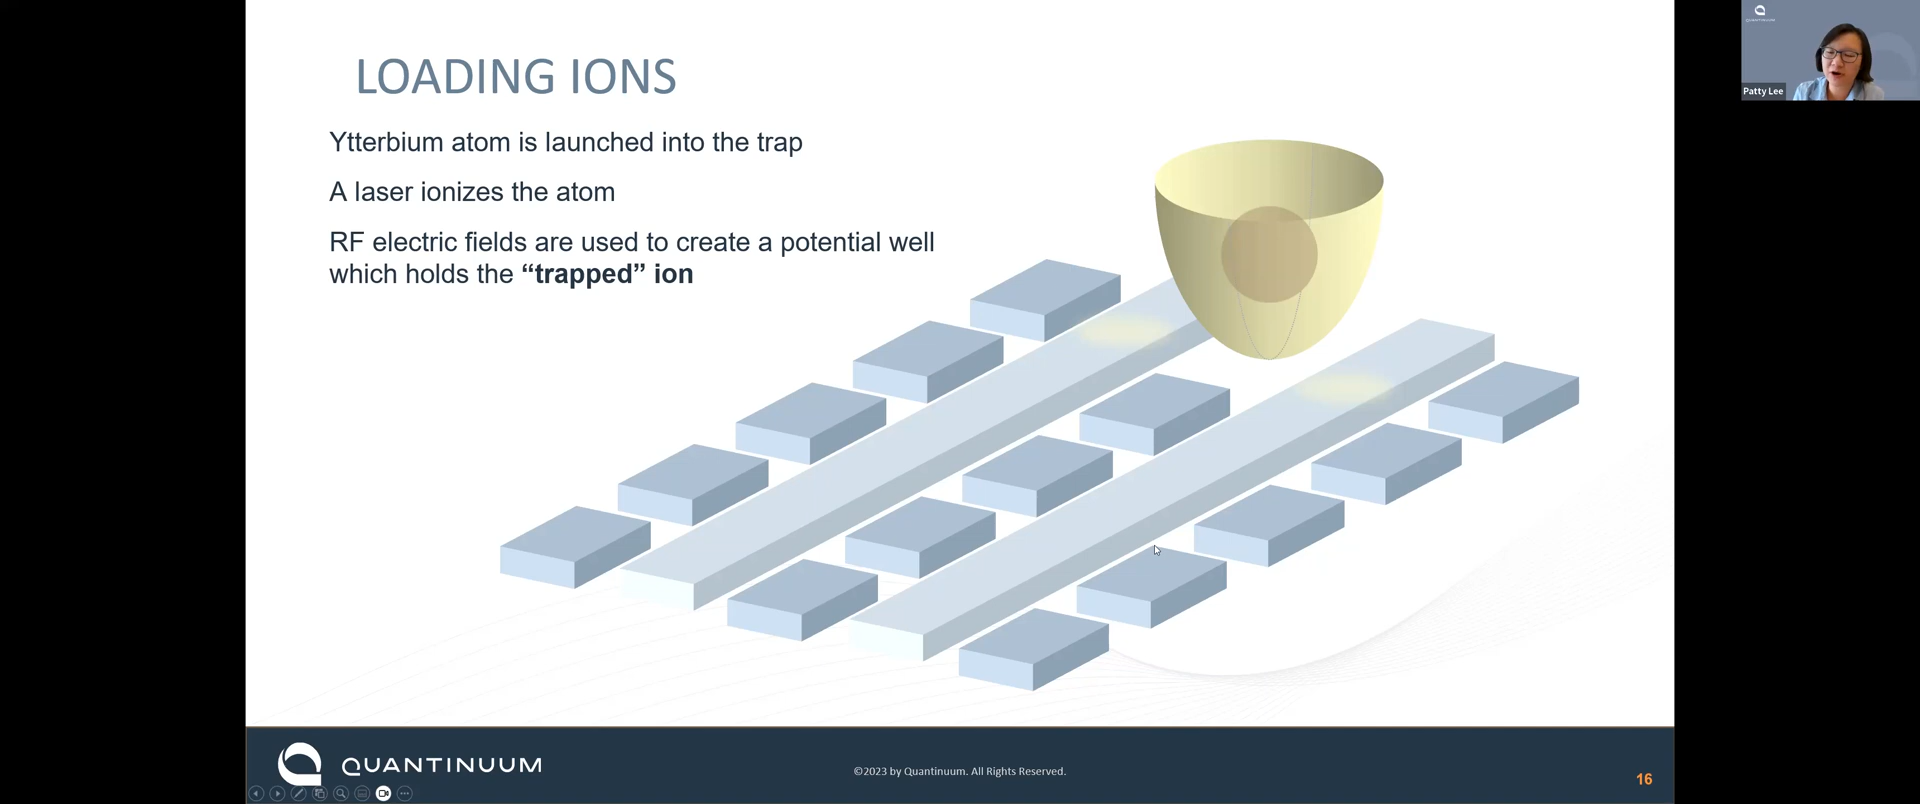 LOADING IONS
Ytterbium atom is launched into the trap
A laser ionizes the atom
RF electric fields are used to create a potential well
which holds the “trapped” ion
Patty Lee
QUANTINUUM
©2023 by Quantinuum. All Rights Reserved.
16